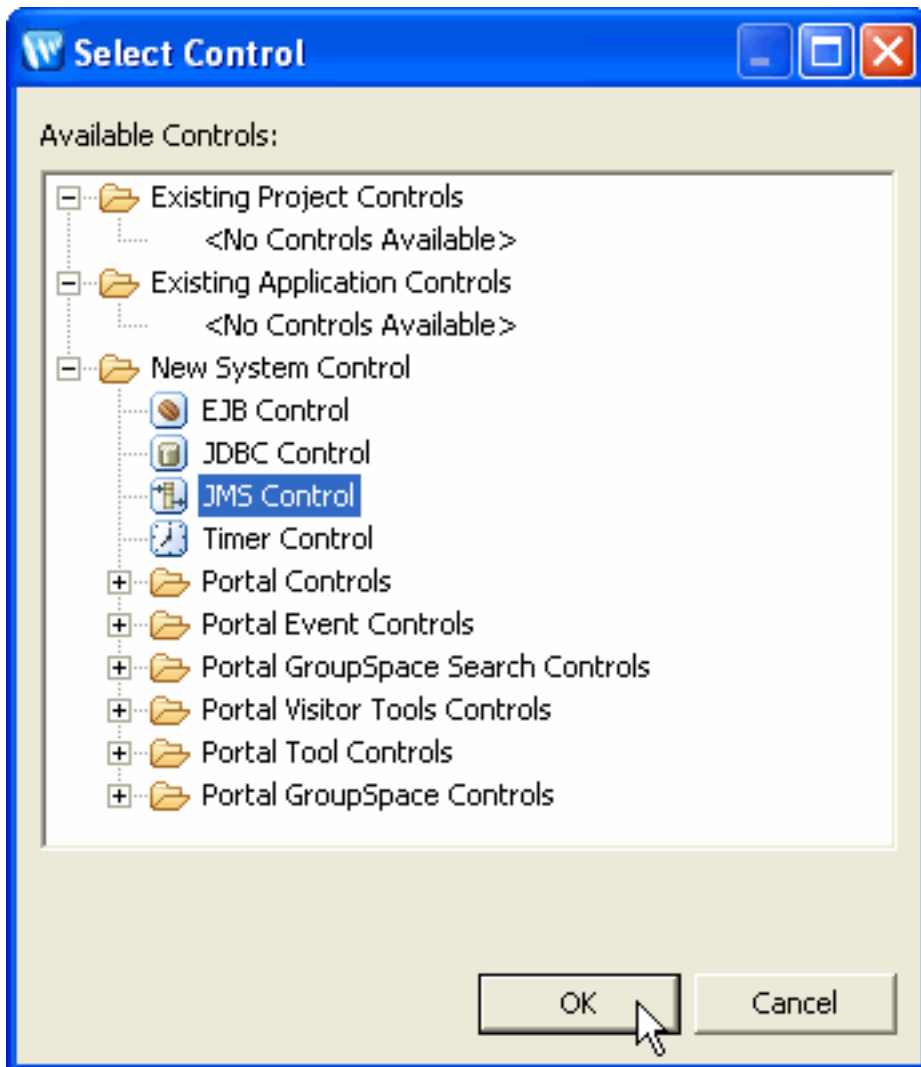 Select Control
Available Controls:
Existing Project Controls
<No Controls Available>
Existing Application Controls
<No Controls Available>
New System Control
EJB Control
JDBC Control
JMS Control
Timer Control
Portal Controls
Portal Event Controls
Portal GroupSpace Search Controls
Portal Visitor Tools Controls
Portal Tool Controls
Portal GroupSpace Controls
OK Cancel